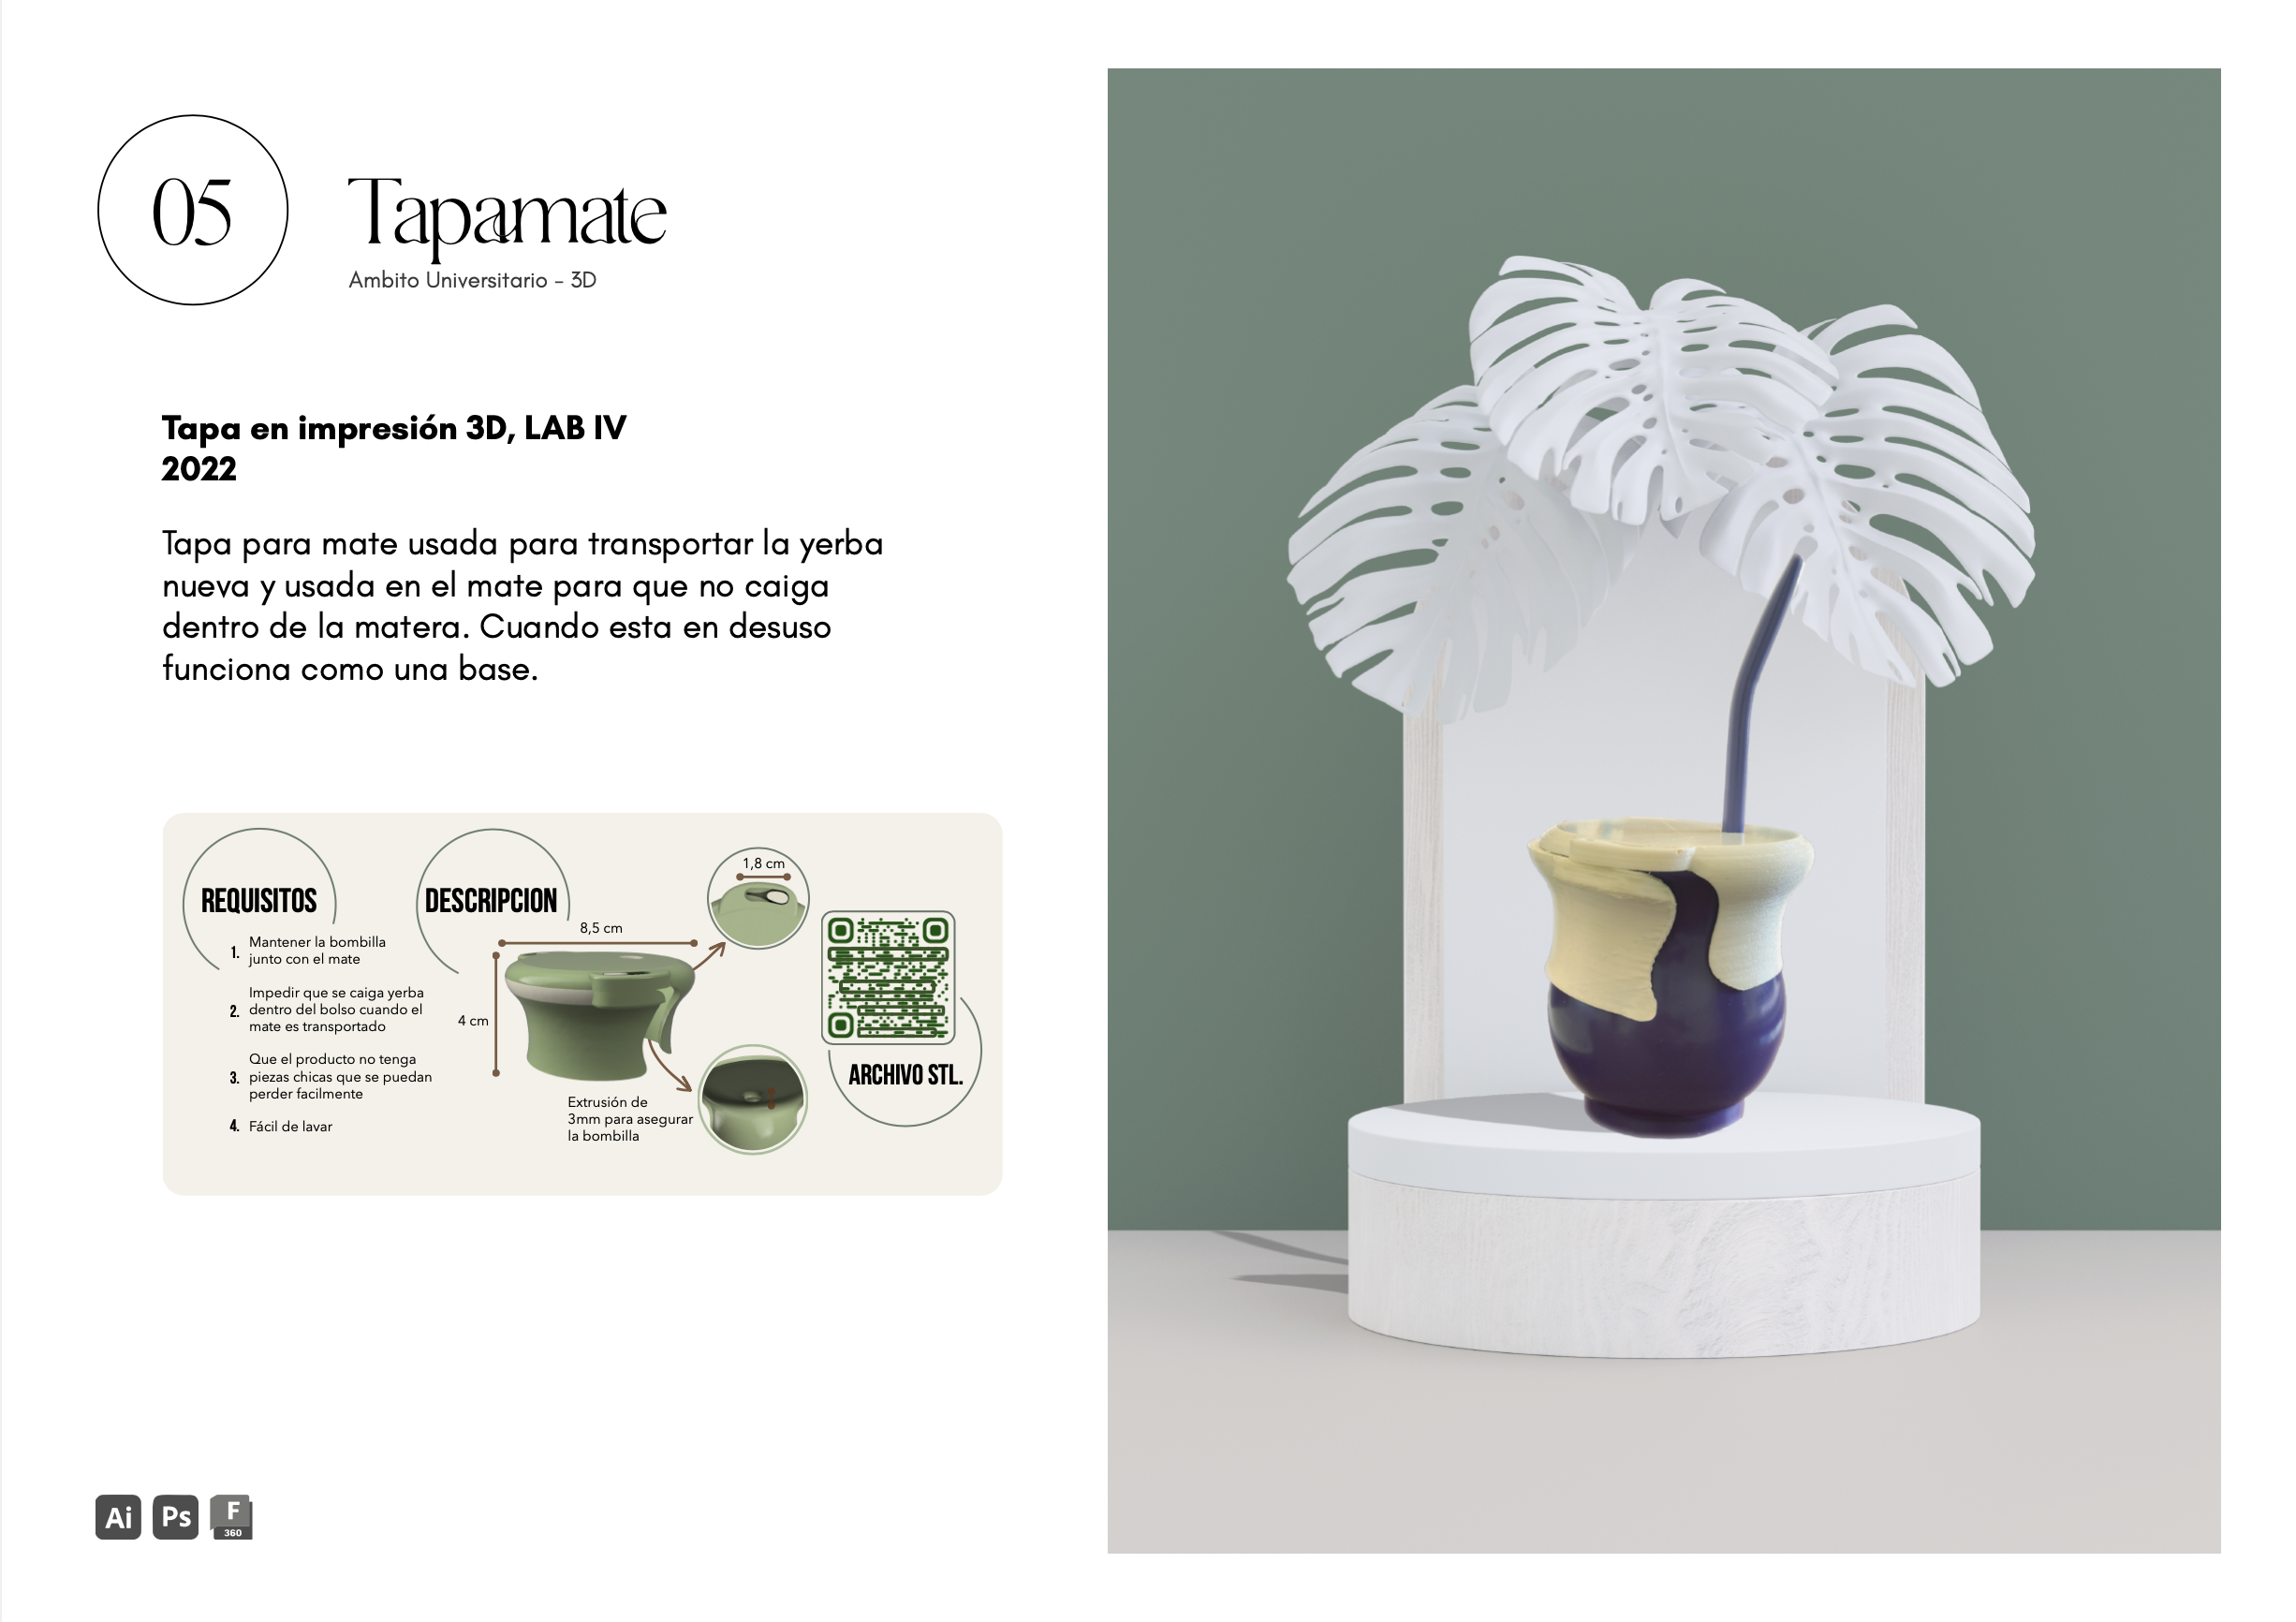 05
Tapamate
Ambito Universitario - 3D
Tapa en impresión 3D, LAB IV
2022
Tapa para mate usada para transportar la yerba
nueva y usada en el mate para que no caiga
dentro de la matera. Cuando esta en desuso
funciona como una base.
REQUISITOS
1. Mantener la bombilla
junto con el mate
2. Impedir que se caiga yerba
dentro del bolso cuando el
mate es transportado
3. Que el producto no tenga
piezas chicas que se puedan
perder facilmente
4. Fácil de lavar
DESCRIPCION
8,5 cm
4 cm
1,8 cm
Extrusión de
3mm para asegurar
la bombilla
ARCHIVO STL.
Ai
Ps
F
360